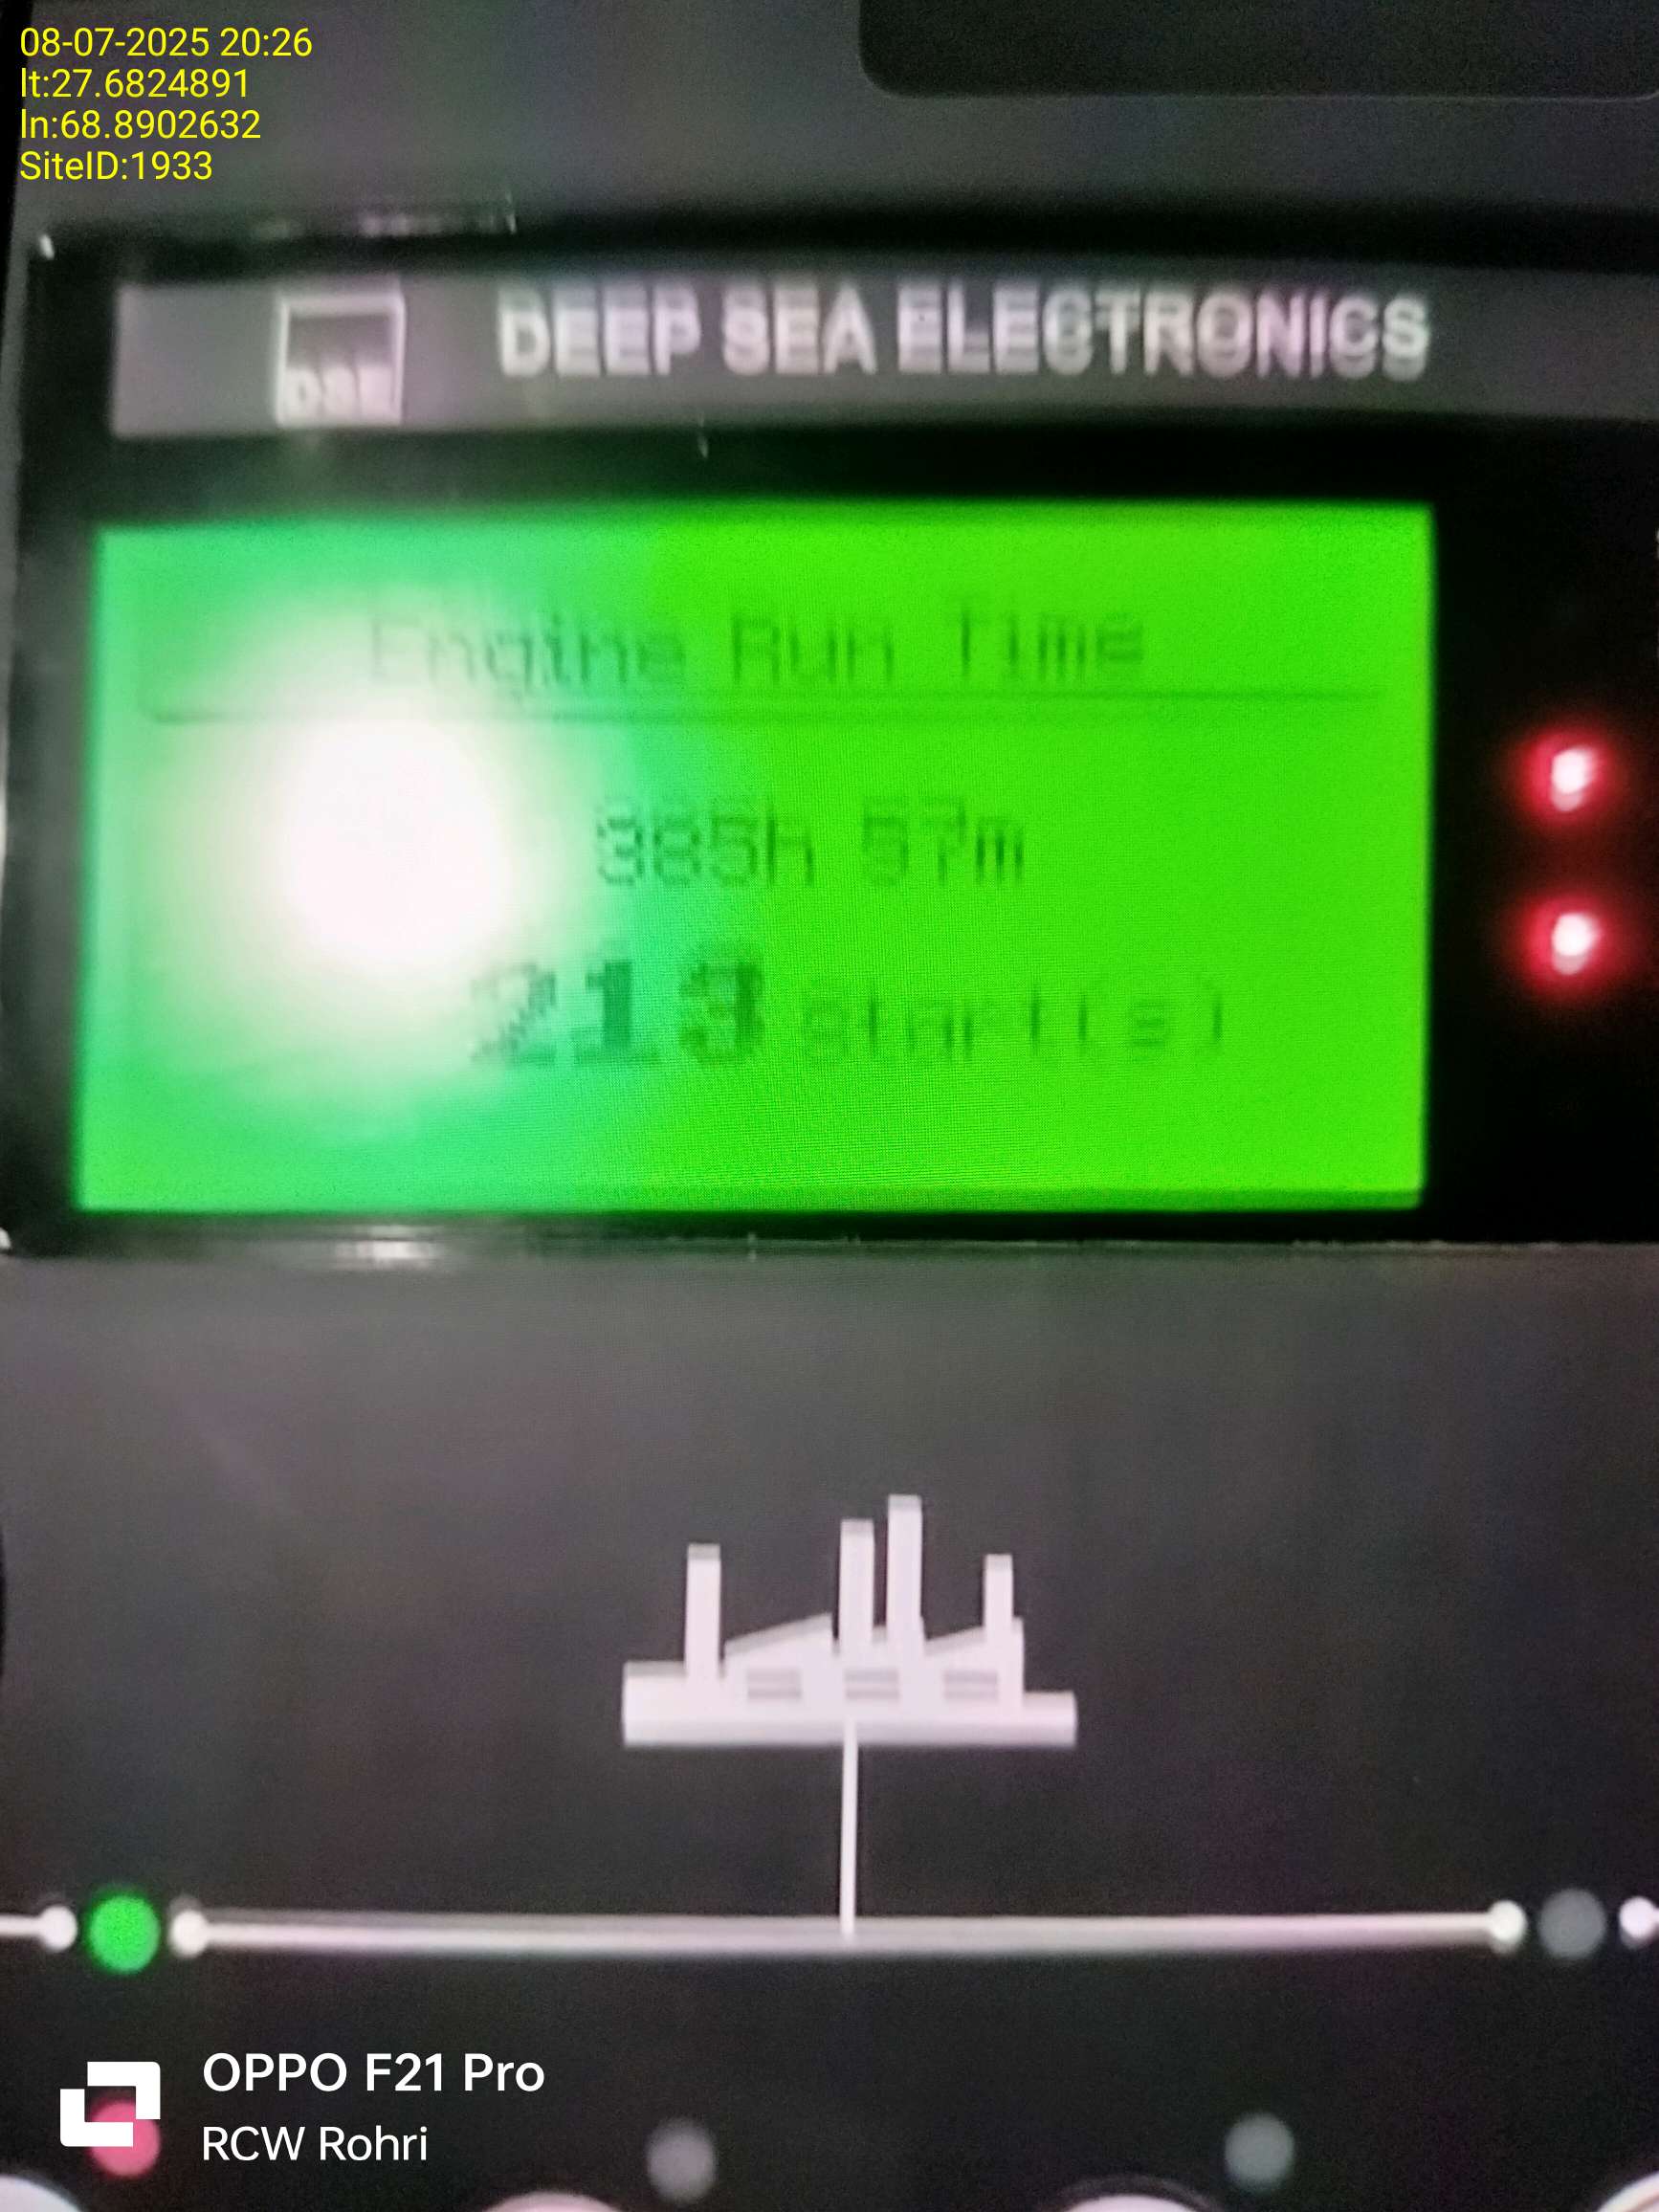 08-07-2025 20:26
lt:27.6824891
ln:68.8902632
SiteID:1933
DSE DEEP SEA ELECTRONICS
Engine Run Time
57m
213 Start(s)
OPPO F21 Pro
RCW Rohri